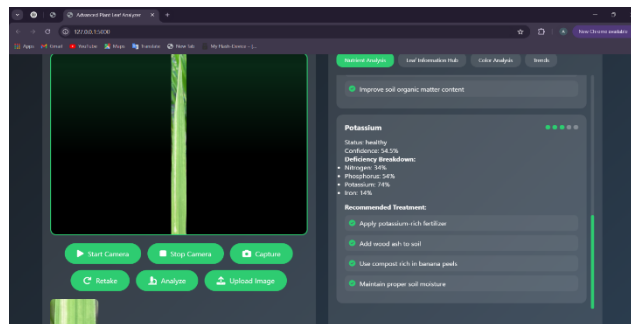 Advanced Plant Leaf Analyzer
127.0.0.1:5000
New Chrome available
Apps
Gmail
YouTube
Maps
Translate
New Tab
Nutrient Analysis
Leaf Information Hub
Color Analysis
Trends
Improve soil organic matter content
Potassium
Status: healthy
Confidence: 54.5%
Deficiency Breakdown:
Nitrogen: 34%
Phosphorus: 54%
Potassium: 74%
Iron: 14%
Recommended Treatment:
Apply potassium-rich fertilizer
Add wood ash to soil
Use compost rich in banana peels
Maintain proper soil moisture
Start Camera
Stop Camera
Capture
Retake
Analyze
Upload Image